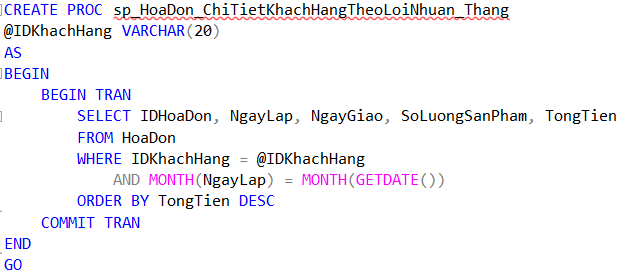 CREATE PROC sp_HoaDon_ChiTietKhachHangTheoLoiNhuan_Thang
@IDKhachHang VARCHAR(20)
AS
BEGIN
    BEGIN TRAN
        SELECT IDHoaDon, NgayLap, NgayGiao, SoLuongSanPham, TongTien
        FROM HoaDon
        WHERE IDKhachHang = @IDKhachHang
            AND MONTH(NgayLap) = MONTH(GETDATE())
        ORDER BY TongTien DESC
    COMMIT TRAN
END
GO